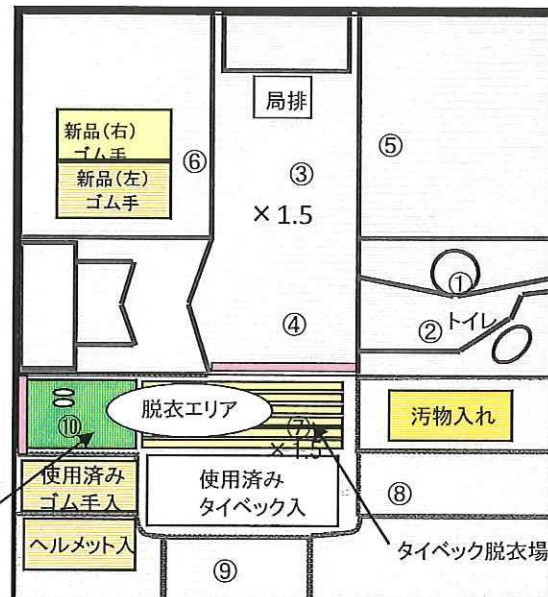 局排
新品(右)
ゴム手
新品(左)
ゴム手
⑥
③
⑤
×1.5
①
④
②
トイレ
脱衣エリア
⑩
⑦
×1.5
汚物入れ
使用済み
ゴム手入
使用済み
タイベック入
⑧
ヘルメット入
タイベック脱衣場
⑨